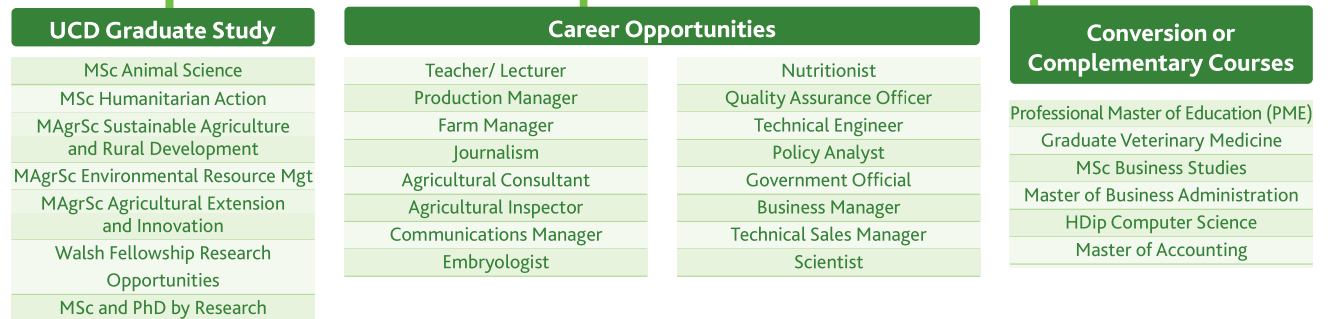 UCD Graduate Study
MSc Animal Science
MSc Humanitarian Action
MAgrSc Sustainable Agriculture
and Rural Development
MAgrSc Environmental Resource Mgt
MAgrSc Agricultural Extension
and Innovation
Walsh Fellowship Research
Opportunities
MSc and PhD by Research
Career Opportunities
Teacher/ Lecturer
Production Manager
Farm Manager
Journalism
Agricultural Consultant
Agricultural Inspector
Communications Manager
Embryologist
Nutritionist
Quality Assurance Officer
Technical Engineer
Policy Analyst
Government Official
Business Manager
Technical Sales Manager
Scientist
Conversion or
Complementary Courses
Professional Master of Education (PME)
Graduate Veterinary Medicine
MSc Business Studies
Master of Business Administration
HDip Computer Science
Master of Accounting